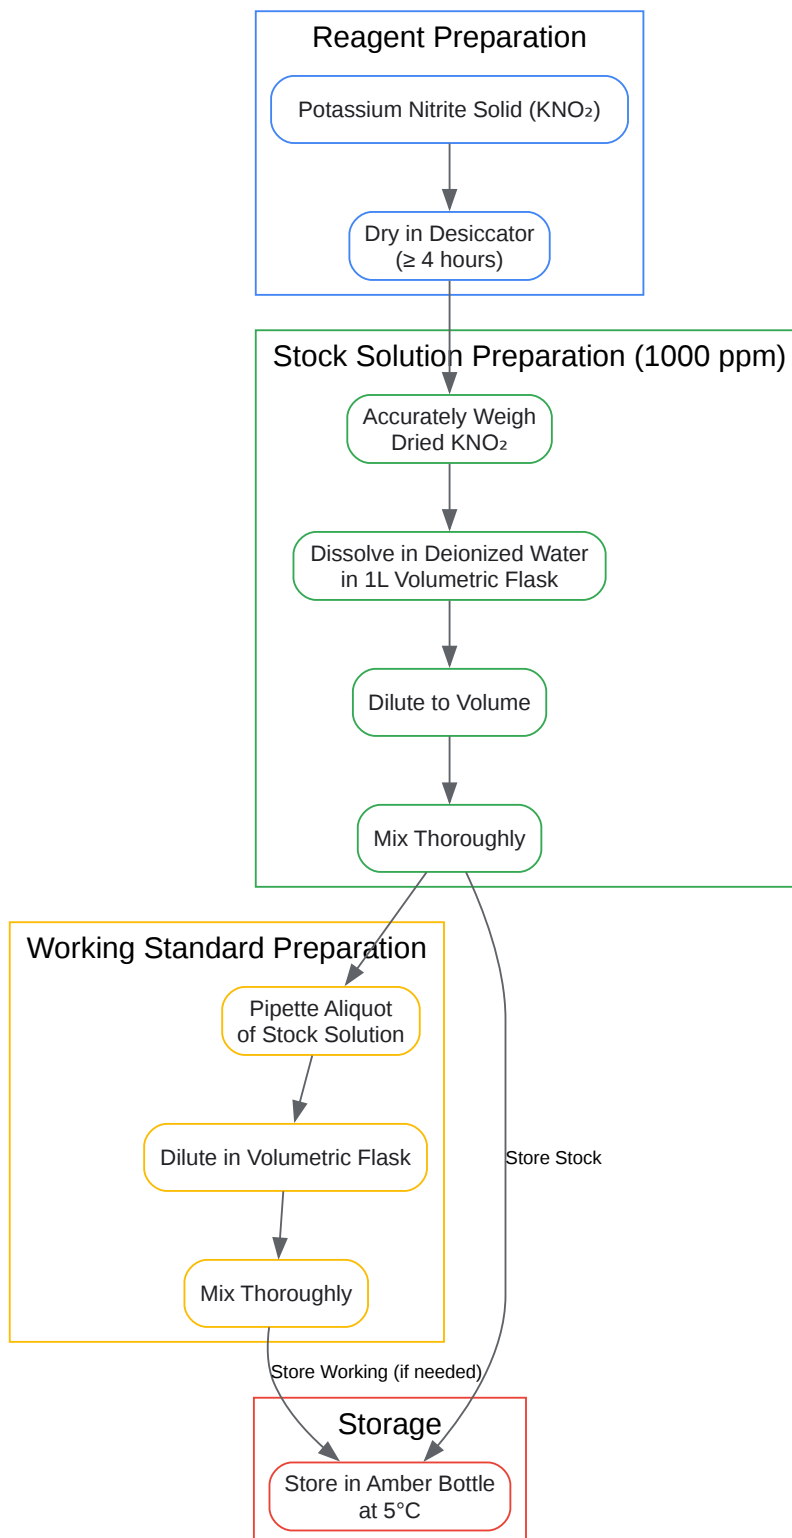 Reagent Preparation
Potassium Nitrite Solid (KNO₂)
Dry in Desiccator
(≥ 4 hours)
Stock Solution Preparation (1000 ppm)
Accurately Weigh
Dried KNO₂
Dissolve in Deionized Water
in 1L Volumetric Flask
Dilute to Volume
Mix Thoroughly
Working Standard Preparation
Pipette Aliquot
of Stock Solution
Dilute in Volumetric Flask
Store Stock
Mix Thoroughly
Store Working (if needed)
Storage
Store in Amber Bottle
at 5°C